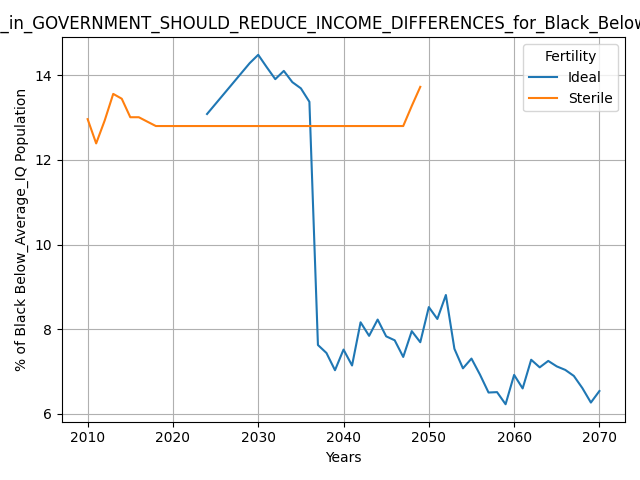 _in_GOVERNMENT_SHOULD_REDUCE_INCOME_DIFFERENCES_for_Black_Below
Fertility
Ideal
Sterile
% of Black Below_Average_IQ Population
14
12
10
8
6
2010 2020 2030 2040 2050 2060 2070
Years